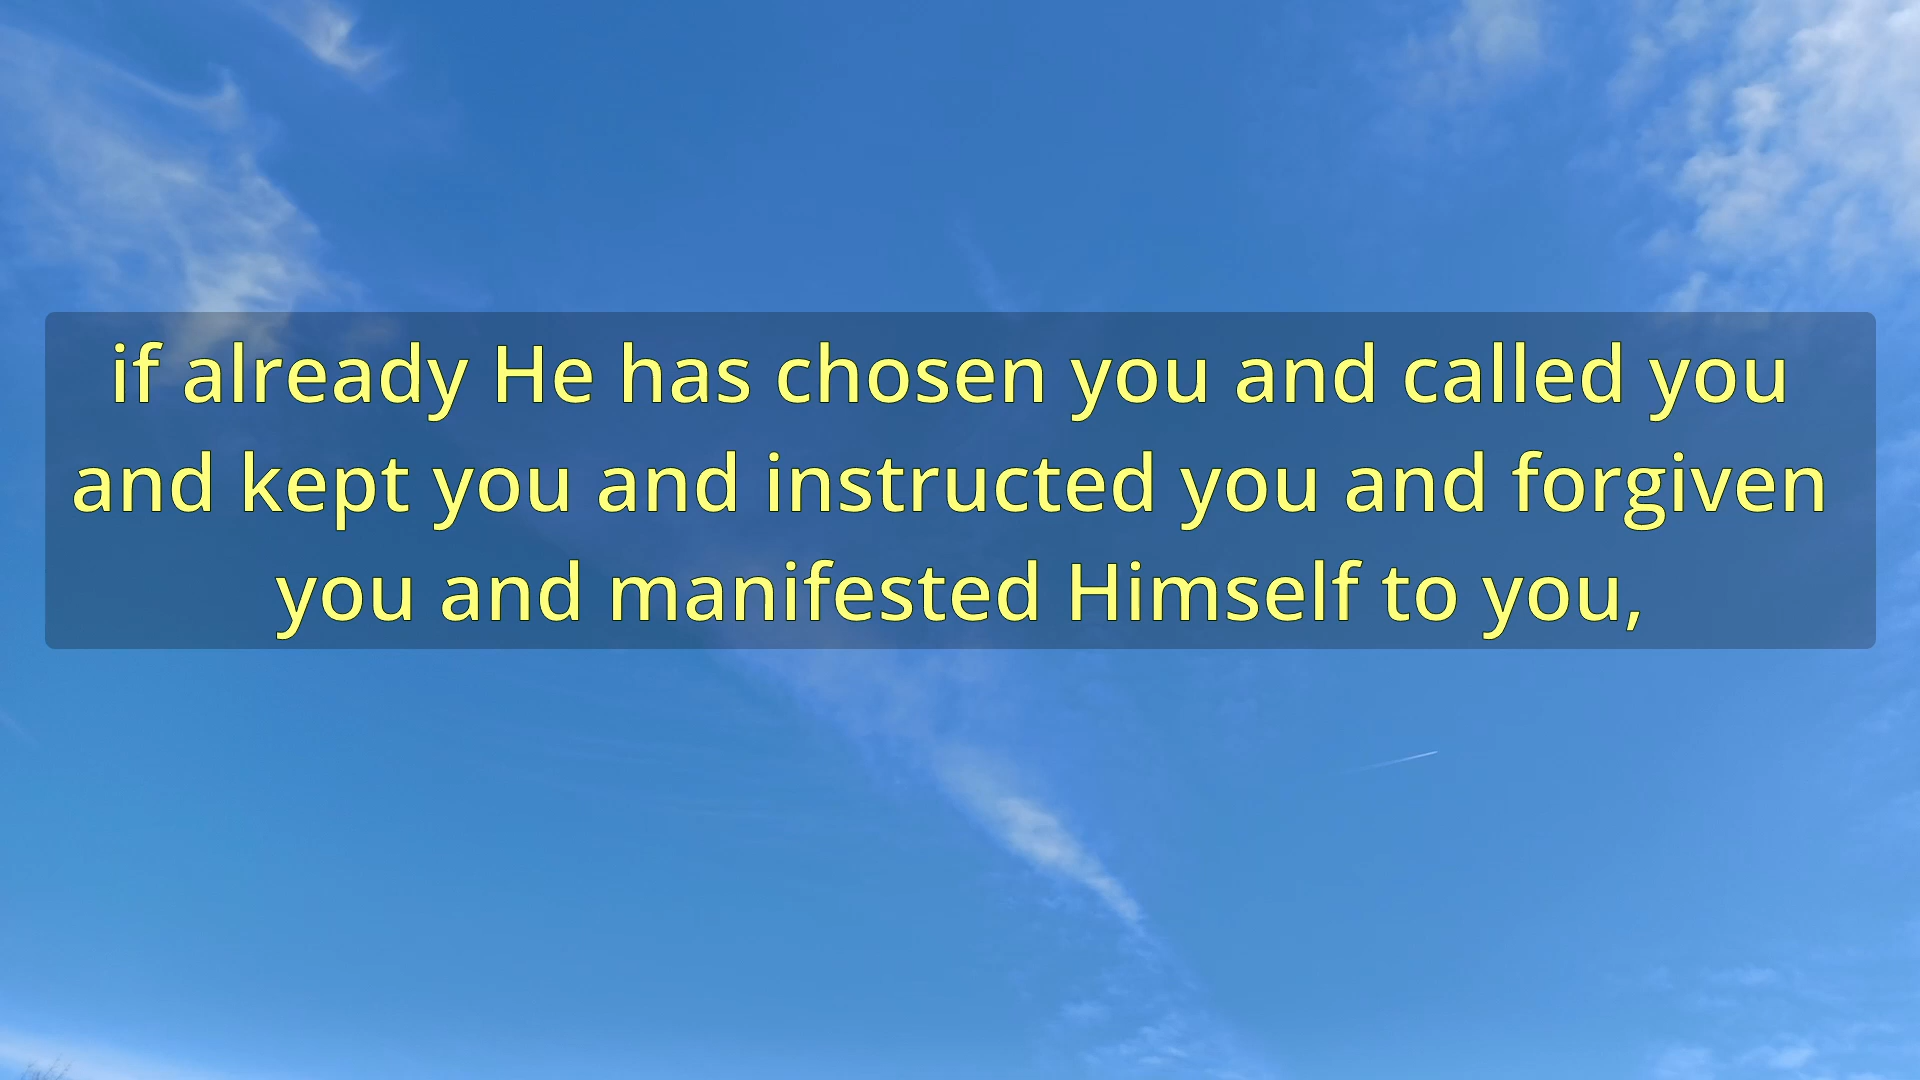 if already He has chosen you and called you
and kept you and instructed you and forgiven
you and manifested Himself to you,